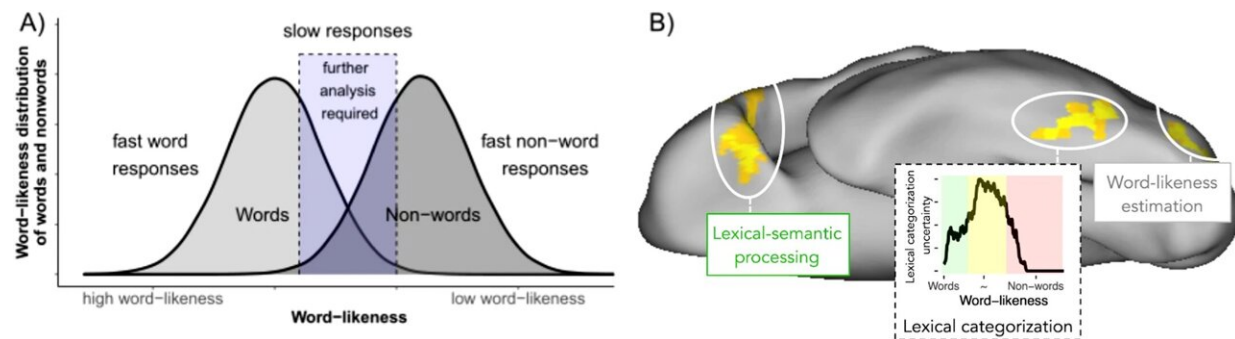 A)
Word-likeness distribution
of words and nonwords
slow responses
further
analysis
required
fast word
responses
fast non-word
responses
Words
Non-words
high word-likeness
low word-likeness
Word-likeness
B)
Lexical-semantic
processing
Word-likeness
estimation
Lexical categorization
uncertainty
Words
~
Non-words
Word-likeness
Lexical categorization